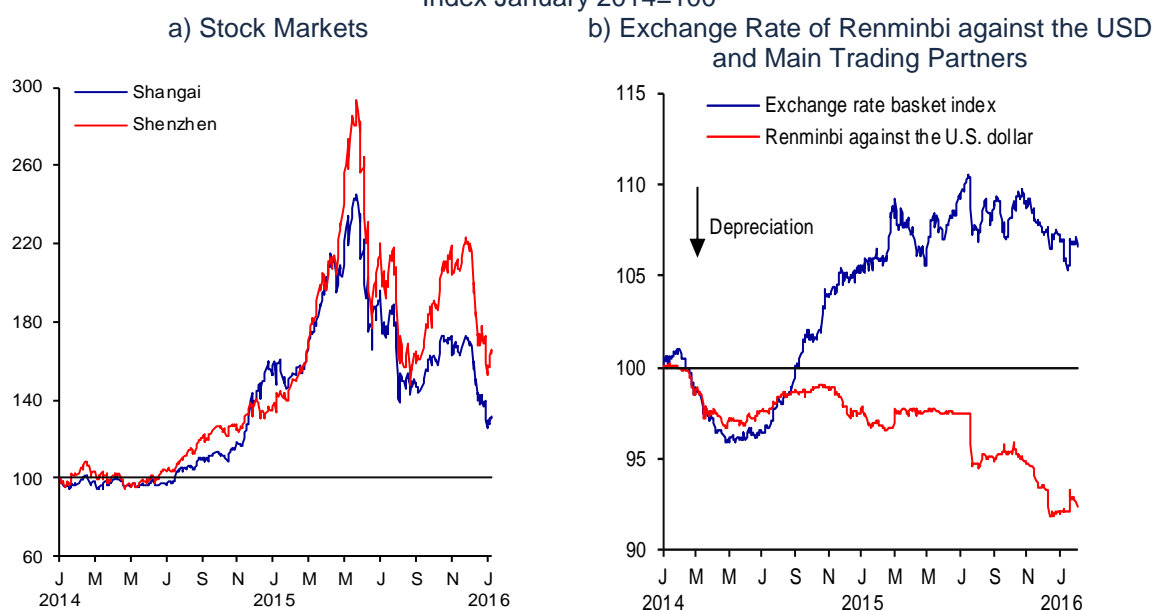 Index January 2014=100
a) Stock Markets
300
260
220
180
140
100
60
Shangai
Shenzhen
J M M J S N J M M J S N J
2014 2015 2016
b) Exchange Rate of Renminbi against the USD
and Main Trading Partners
115
110
105
100
95
90
Exchange rate basket index
Renminbi against the U.S. dollar
Depreciation
J M M J S N J M M J S N J
2014 2015 2016